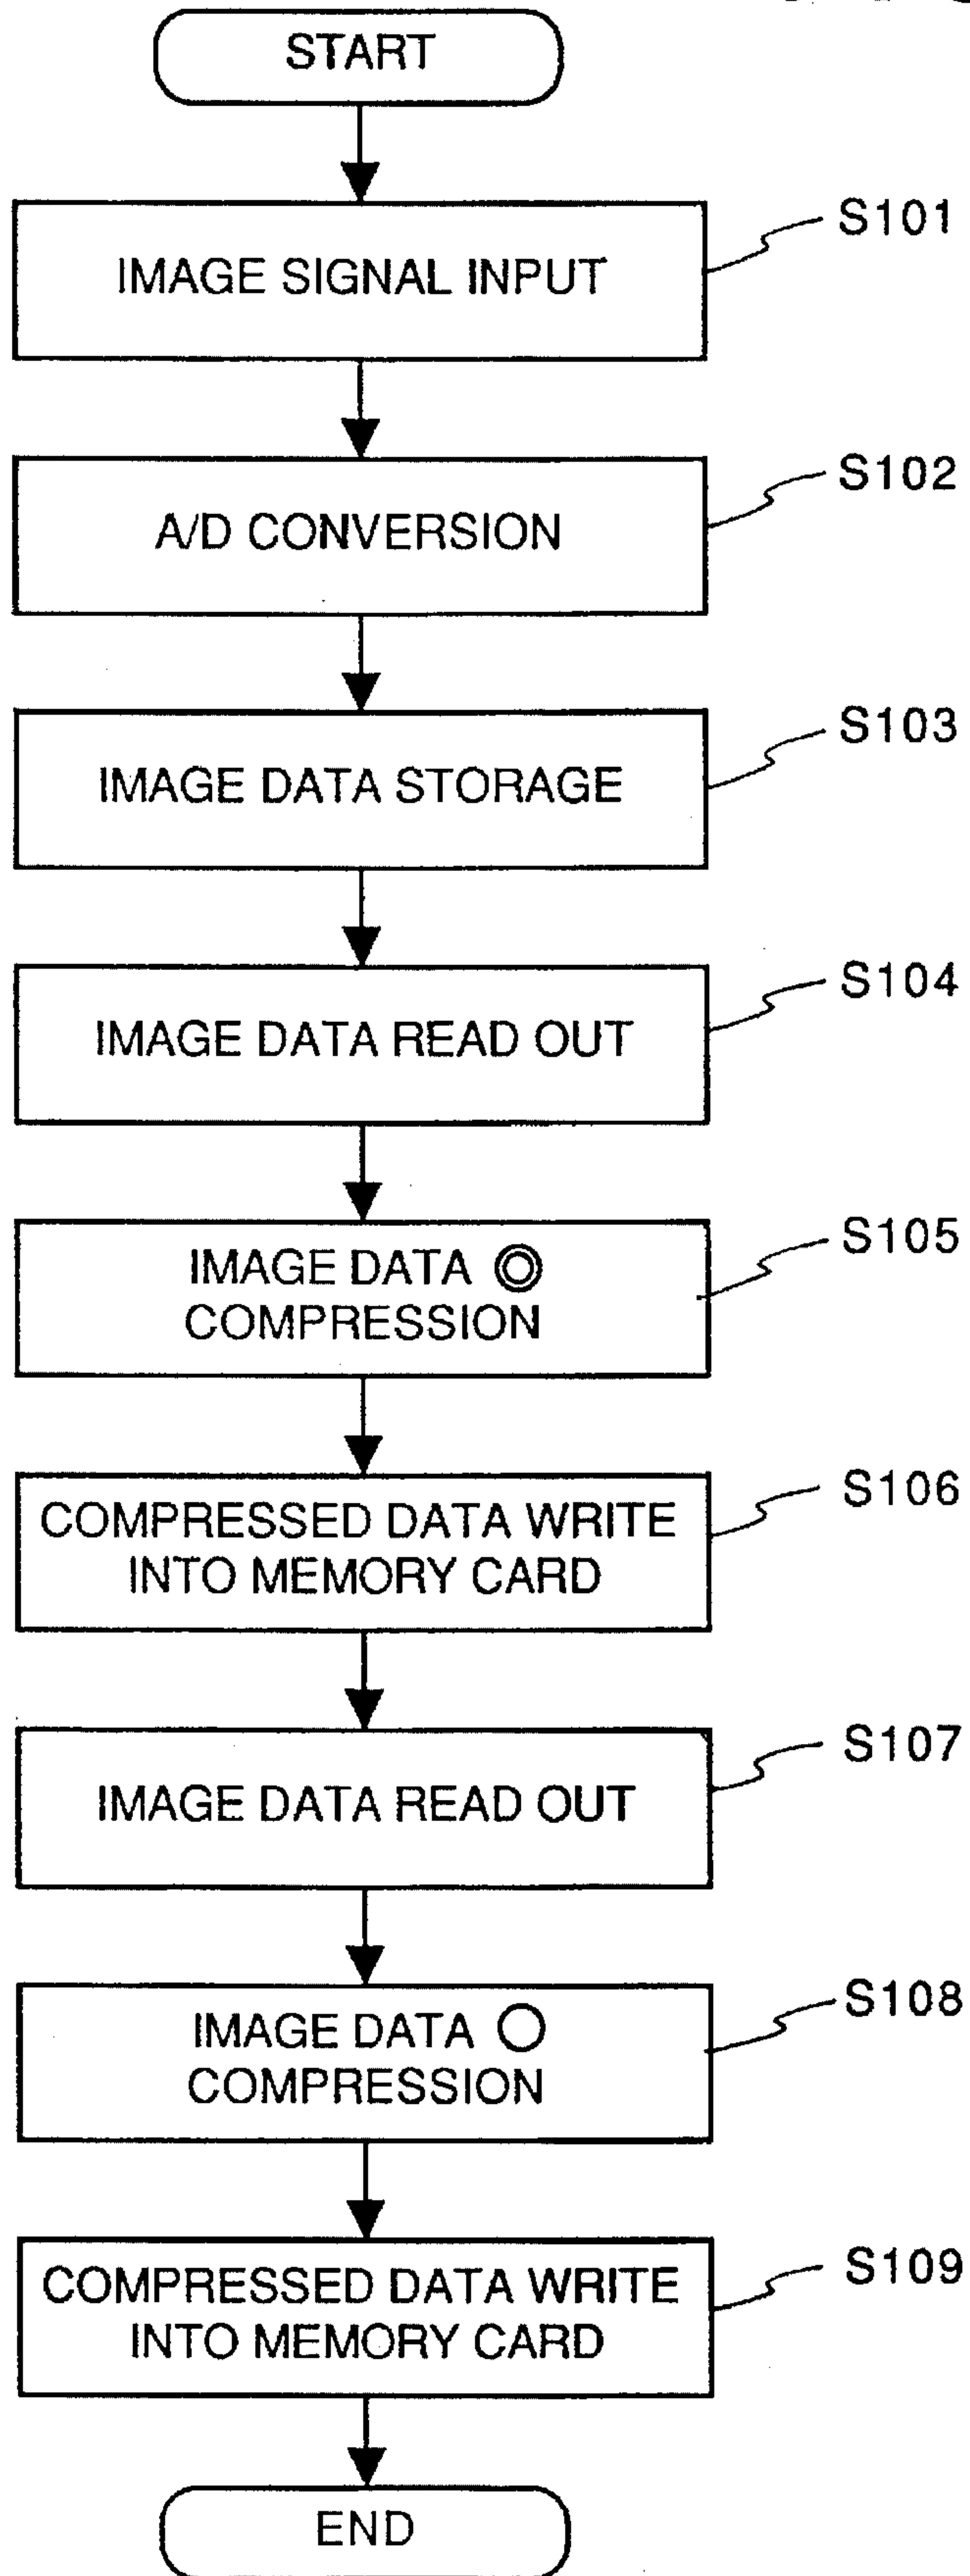 START
IMAGE SIGNAL INPUT
S101
A/D CONVERSION
S102
IMAGE DATA STORAGE
S103
IMAGE DATA READ OUT
S104
IMAGE DATA ◎
COMPRESSION
S105
COMPRESSED DATA WRITE
INTO MEMORY CARD
S106
IMAGE DATA READ OUT
S107
IMAGE DATA ○
COMPRESSION
S108
COMPRESSED DATA WRITE
INTO MEMORY CARD
S109
END